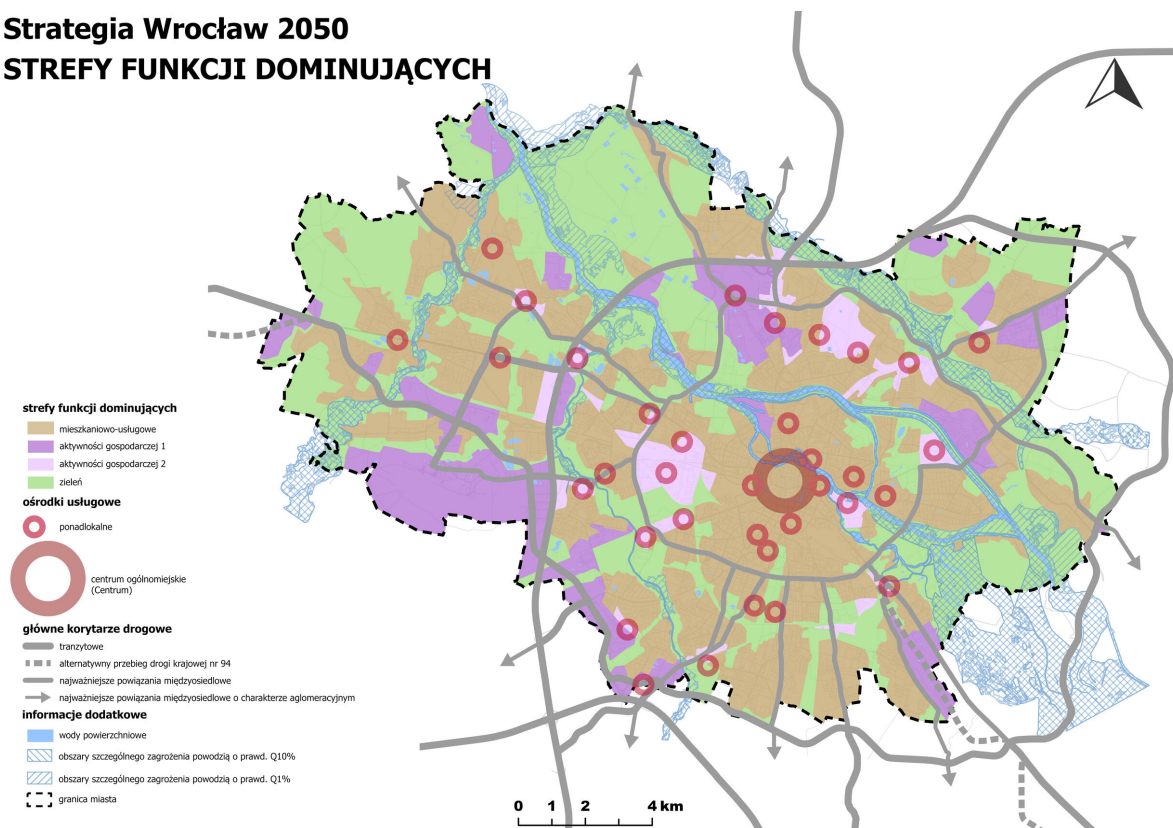 Strategia Wrocław 2050
STREFY FUNKCJI DOMINUJĄCYCH
strefy funkcji dominujących
mieszkaniowo-usługowe
aktywności gospodarczej 1
aktywności gospodarczej 2
zieleń
ośrodki usługowe
ponadlokalne
centrum ogólnomiejskie
(Centrum)
główne korytarze drogowe
tranzytowe
alternatywny przebieg drogi krajowej nr 94
najważniejsze powiązania międzyosiedlowe
najważniejsze powiązania międzyosiedlowe o charakterze aglomeracyjnym
informacje dodatkowe
wody powierzchniowe
obszary szczególnego zagrożenia powodzią o prawd. Q10%
obszary szczególnego zagrożenia powodzią o prawd. Q1%
granica miasta
0 1 2 4 km